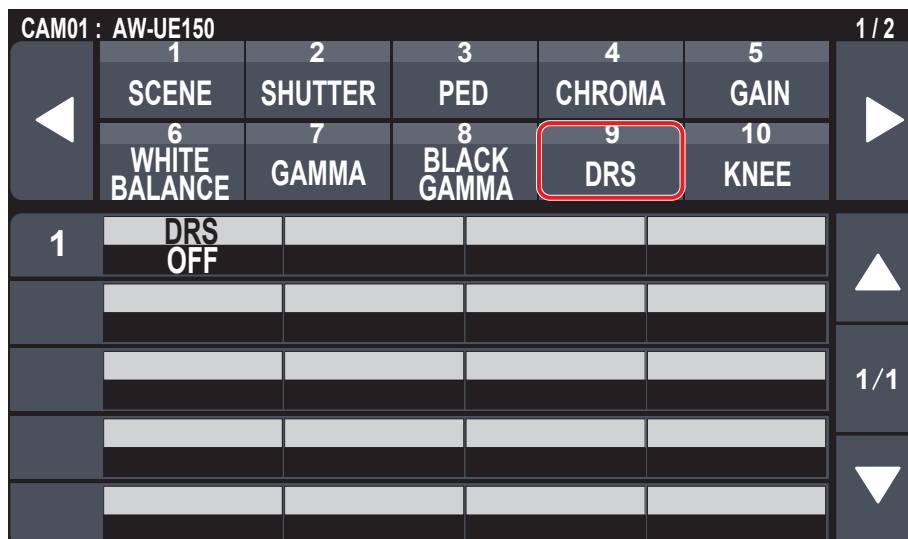 CAM01 : AW-UE150 1 / 2
1 2 3 4 5
SCENE SHUTTER PED CHROMA GAIN
6 7 8 9 10
WHITE BALANCE GAMMA BLACK GAMMA DRS KNEE
1 DRS
OFF
1/1